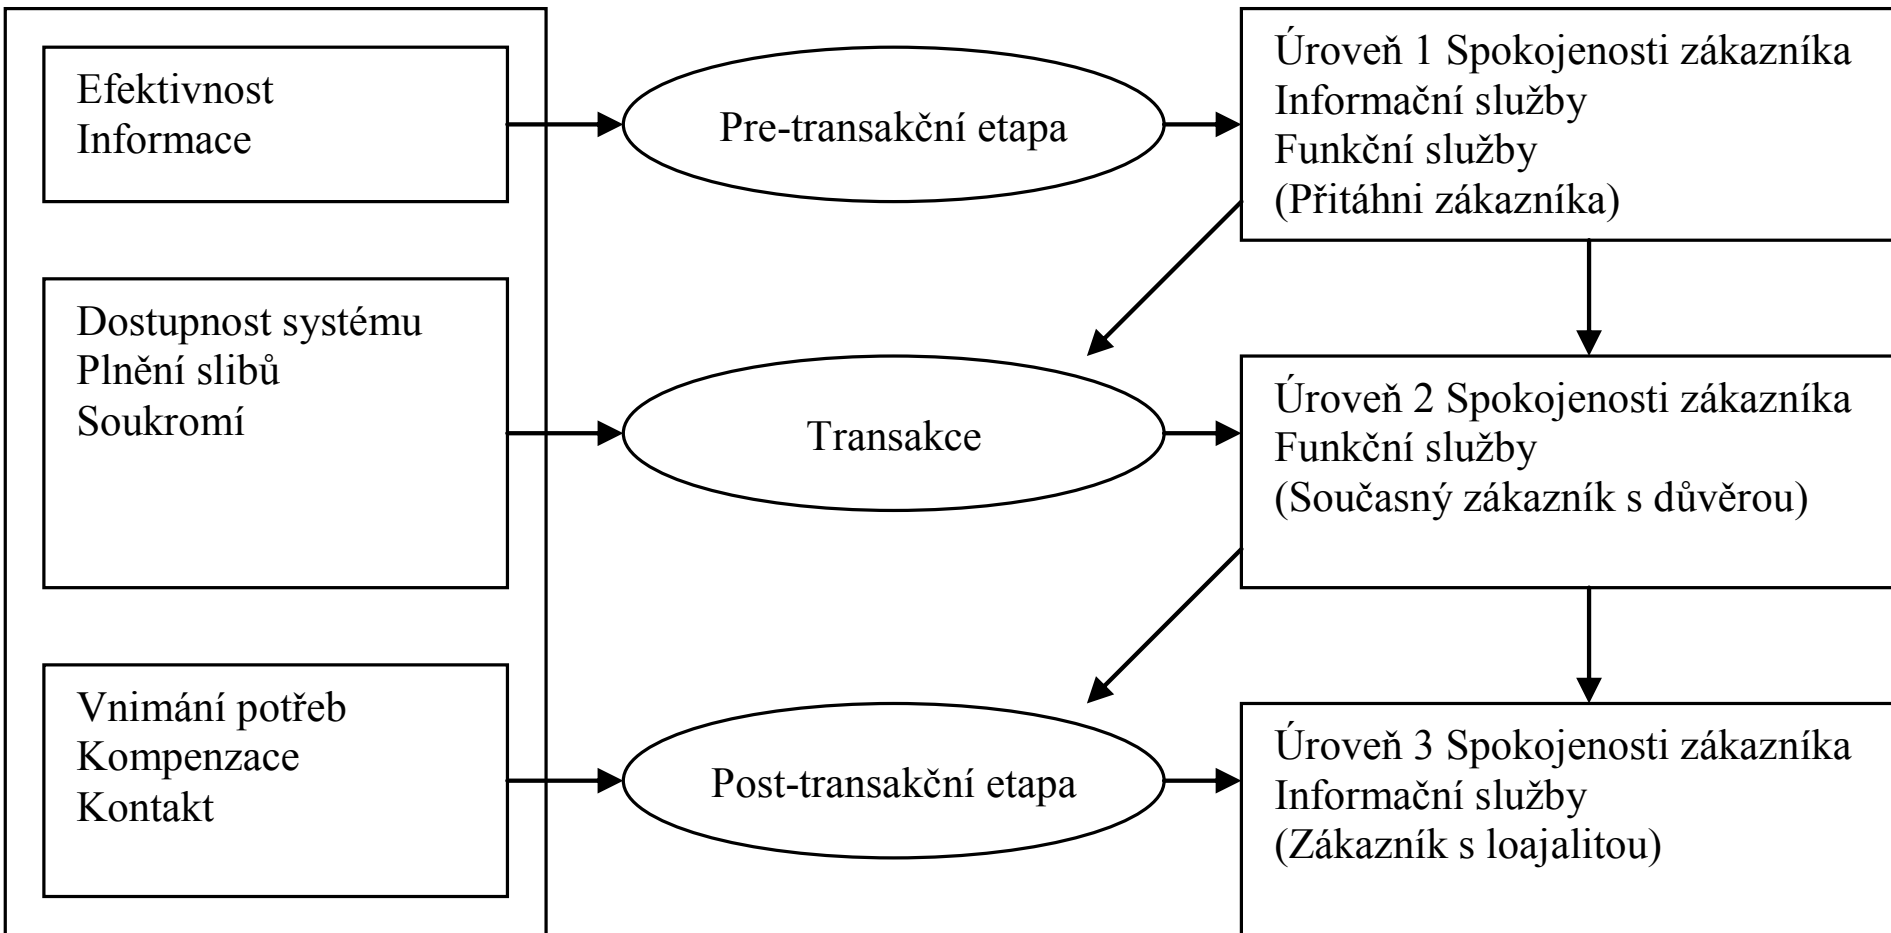 Efektivnost
Informace
Pre-transakční etapa
Úroveň 1 Spokojenosti zákazníka
Informační služby
Funkční služby
(Přitáhni zákazníka)
Dostupnost systému
Plnění slibů
Soukromí
Transakce
Úroveň 2 Spokojenosti zákazníka
Funkční služby
(Současný zákazník s důvěrou)
Vnimání potřeb
Kompenzace
Kontakt
Post-transakční etapa
Úroveň 3 Spokojenosti zákazníka
Informační služby
(Zákazník s loajalitou)